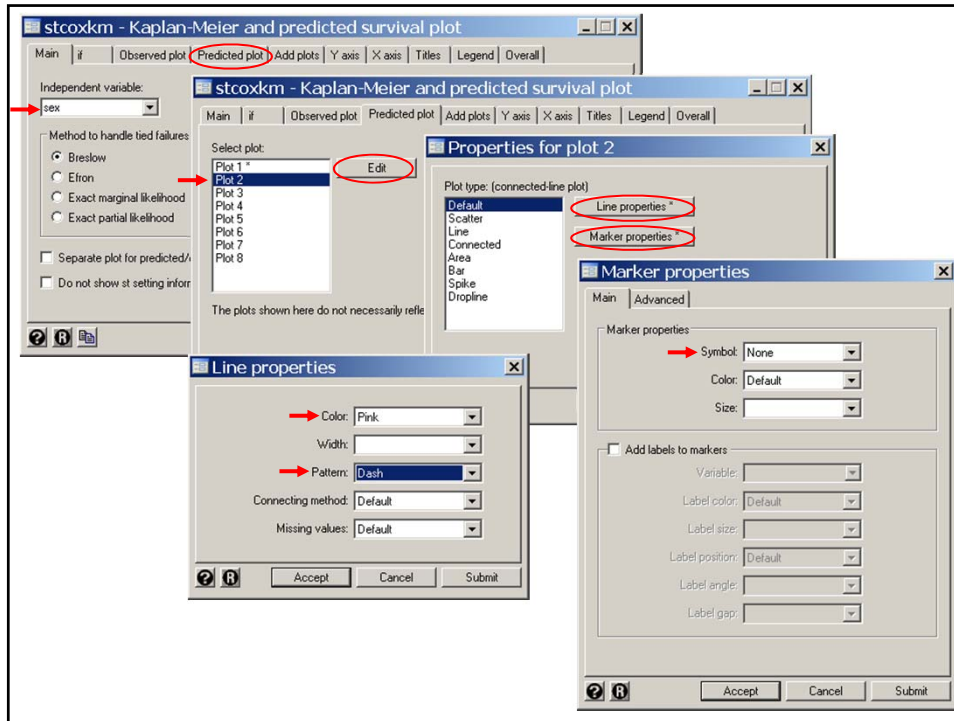 stcoxkm - Kaplan-Meier and predicted survival plot
Main if Observed plot Predicted plot Add plots Y axis X axis Titles Legend Overall
Independent variable:
sex
Method to handle tied failures
Breslow
Efron
Exact marginal likelihood
Exact partial likelihood
Separate plot for predicted/
Do not show st setting inform
stcoxkm - Kaplan-Meier and predicted survival plot
Main if Observed plot Predicted plot Add plots Y axis X axis Titles Legend Overall
Select plot:
Plot 1 *
Plot 2
Plot 3
Plot 4
Plot 5
Plot 6
Plot 7
Plot 8
Edit
The plots shown here do not necessarily refle
Properties for plot 2
Plot type: (connected-line plot)
Default
Scatter
Line
Connected
Area
Bar
Spike
Dropline
Line properties *
Marker properties *
Line properties
Color: Pink
Width:
Pattern: Dash
Connecting method: Default
Missing values: Default
? R Accept Cancel Submit
Marker properties
Main Advanced
Marker properties
Symbol: None
Color: Default
Size:
Add labels to markers
Variable:
Label color: Default
Label size:
Label position: Default
Label angle:
Label gap:
? R Accept Cancel Submit
? R